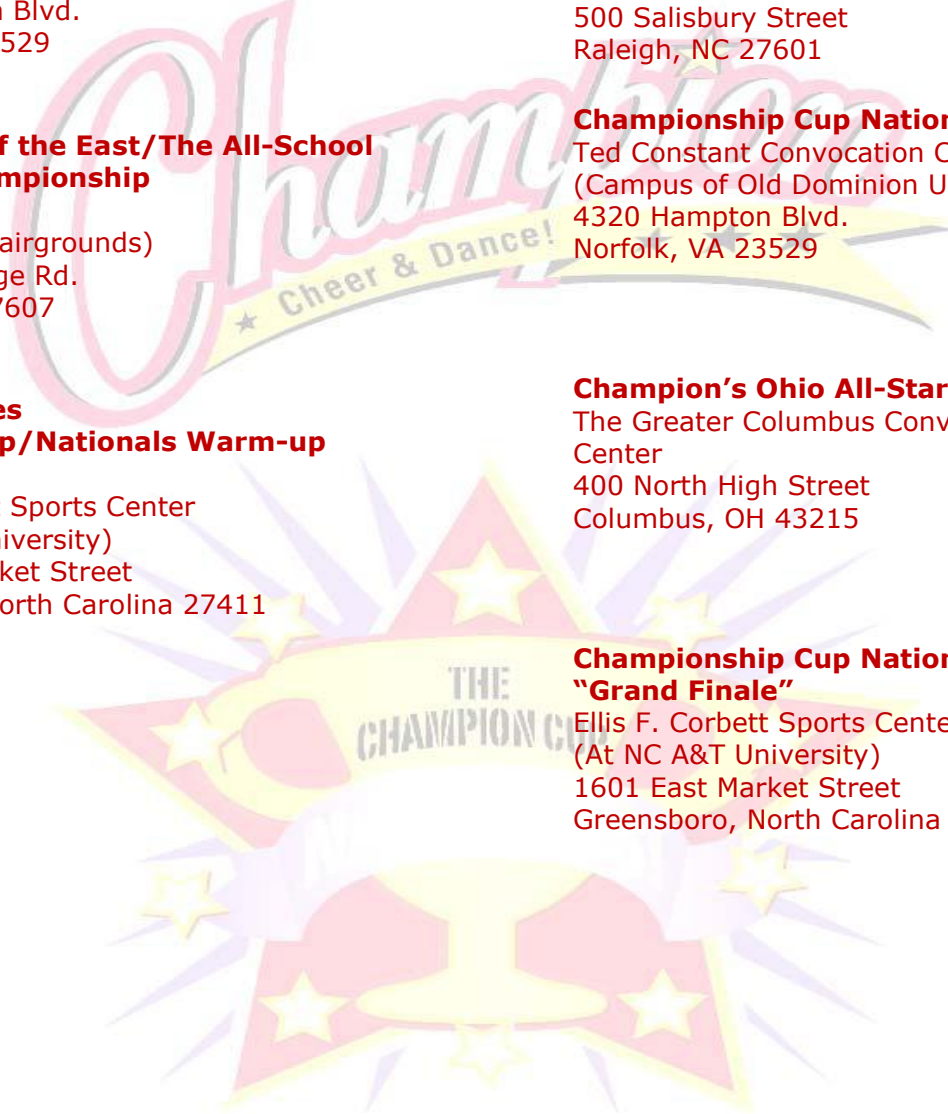 Blvd.
529
f the East/The All-School
mpionship
airgrounds)
ge Rd.
7607
es
p/Nationals Warm-up
Sports Center
iversity)
ket Street
orth Carolina 27411
500 Salisbury Street
Raleigh, NC 27601
Championship Cup Nation
Ted Constant Convocation C
(Campus of Old Dominion U
4320 Hampton Blvd.
Norfolk, VA 23529
Champion’s Ohio All-Star
The Greater Columbus Conv
Center
400 North High Street
Columbus, OH 43215
Championship Cup Nation
“Grand Finale”
Ellis F. Corbett Sports Cente
(At NC A&T University)
1601 East Market Street
Greensboro, North Carolina
Champion
Cheer & Dance!
THE
CHAMPION CUP